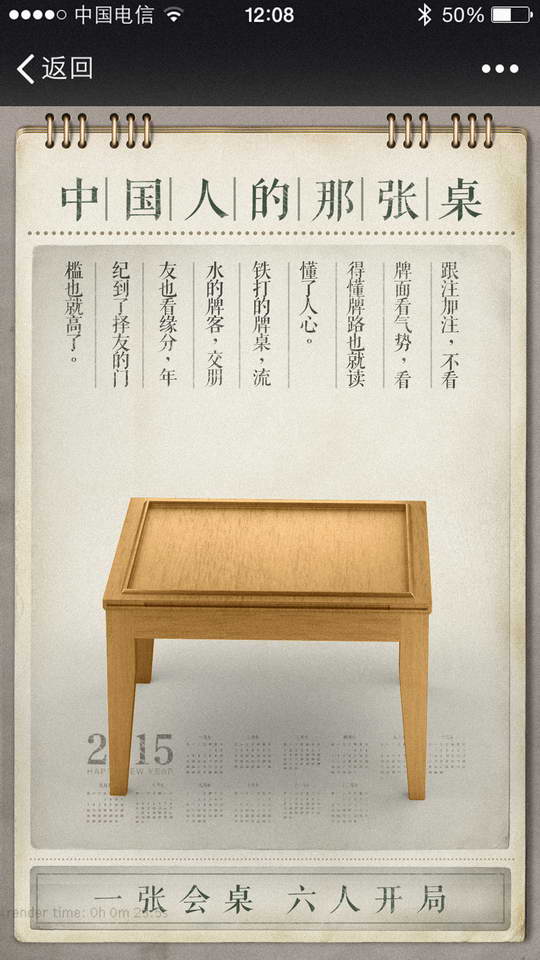 中国电信
12:08
50%
返回
中国人的那张桌
跟注加注，不看
牌面看气势，看
得懂牌路也就读
懂了人心。
铁打的牌桌，流
水的牌客，交朋
友也看缘分，年
纪到了择友的门
槛也就高了。
2015
HAPPY NEW YEAR
一张会桌 六人开局
render time: 0h 0m 23.5s